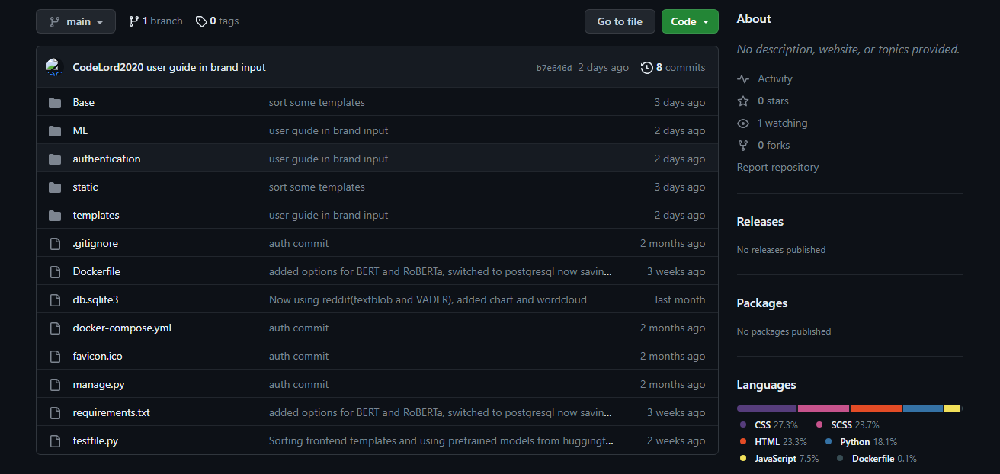 main 1 branch 0 tags Go to file Code
CodeLord2020 user guide in brand input b7e646d 2 days ago 8 commits
Base sort some templates 3 days ago
ML user guide in brand input 2 days ago
authentication user guide in brand input 2 days ago
static sort some templates 3 days ago
templates user guide in brand input 2 days ago
.gitignore auth commit 2 months ago
Dockerfile added options for BERT and RoBERTa, switched to postgresql now savin... 3 weeks ago
db.sqlite3 Now using reddit(textblob and VADER), added chart and wordcloud last month
docker-compose.yml auth commit 2 months ago
favicon.ico auth commit 2 months ago
manage.py auth commit 2 months ago
requirements.txt added options for BERT and RoBERTa, switched to postgresql now savin... 3 weeks ago
testfile.py Sorting frontend templates and using pretrained models from huggingf... 2 weeks ago
About
No description, website, or topics provided.
Activity
0 stars
1 watching
0 forks
Report repository
Releases
No releases published
Packages
No packages published
Languages
CSS 27.3% SCSS 23.7%
HTML 23.3% Python 18.1%
JavaScript 7.5% Dockerfile 0.1%